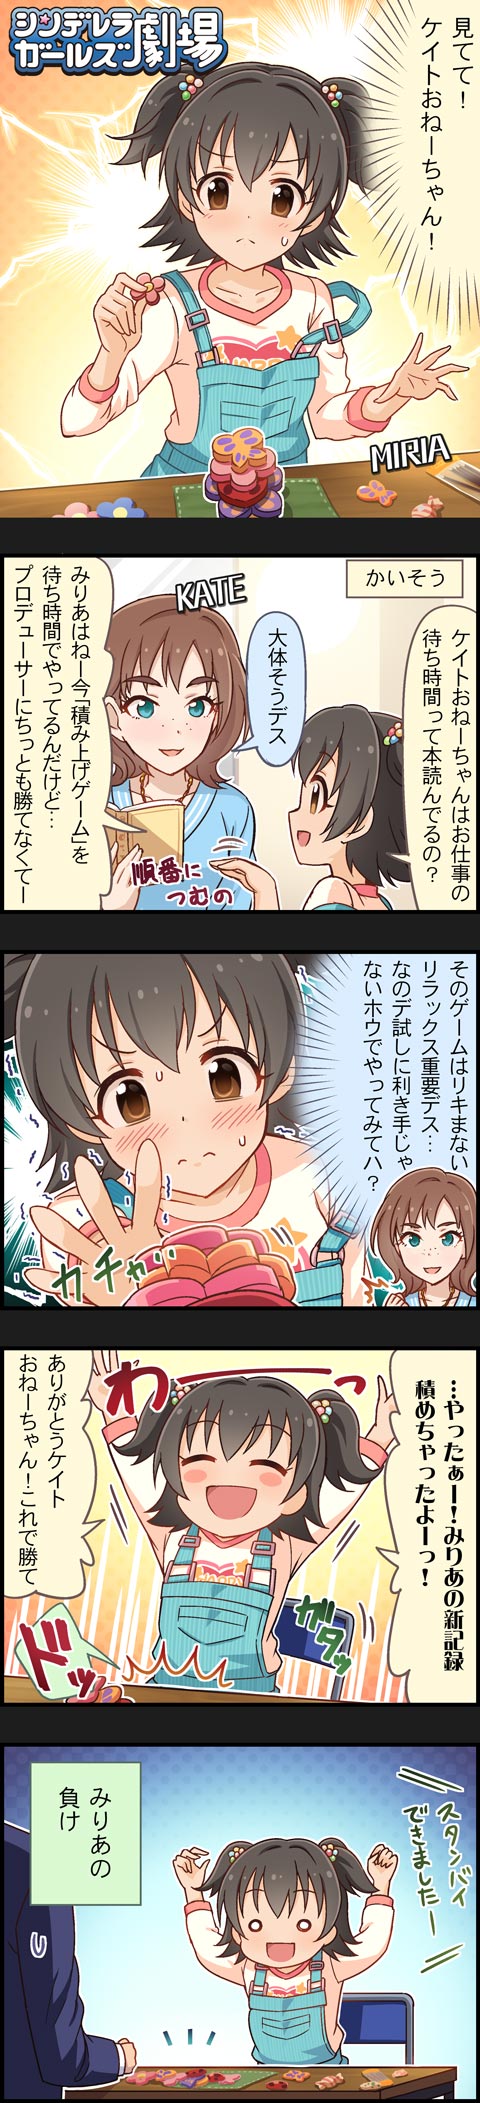 シンデレラ
ガールズ劇場
見てて！
ケイトおねーちゃん！
MIRIA
かいそう
ケイトおねーちゃんはお仕事の
待ち時間って本読んでるの？
KATE
大体そうデス
みりあはねー今「積み上げゲーム」を
待ち時間でやってるんだけど…
プロデューサーにちっとも勝てなくてー
順番に
つむの
そのゲームはリキまない
リラックス重要デス…
なのデ試しに利き手じゃ
ないホウでやってみてハ？
カチャ…
…やったぁー！みりあの新記録
積めちゃったよーっ！
わーーっ
ありがとうケイト
おねーちゃん！これで勝て
ガタッ
ドッ
スタンバイ
できましたー
みりあの
負け